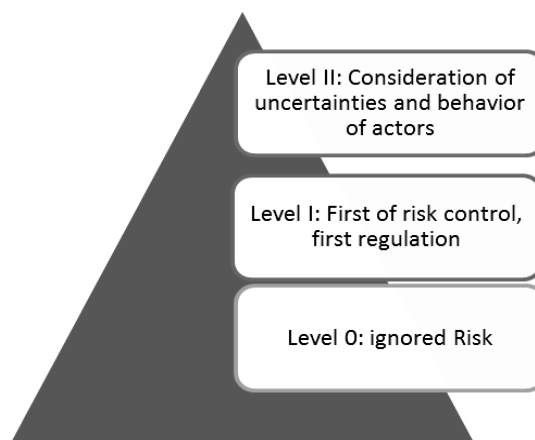 Level II: Consideration of
uncertainties and behavior
of actors
Level I: First of risk control,
first regulation
Level 0: ignored Risk